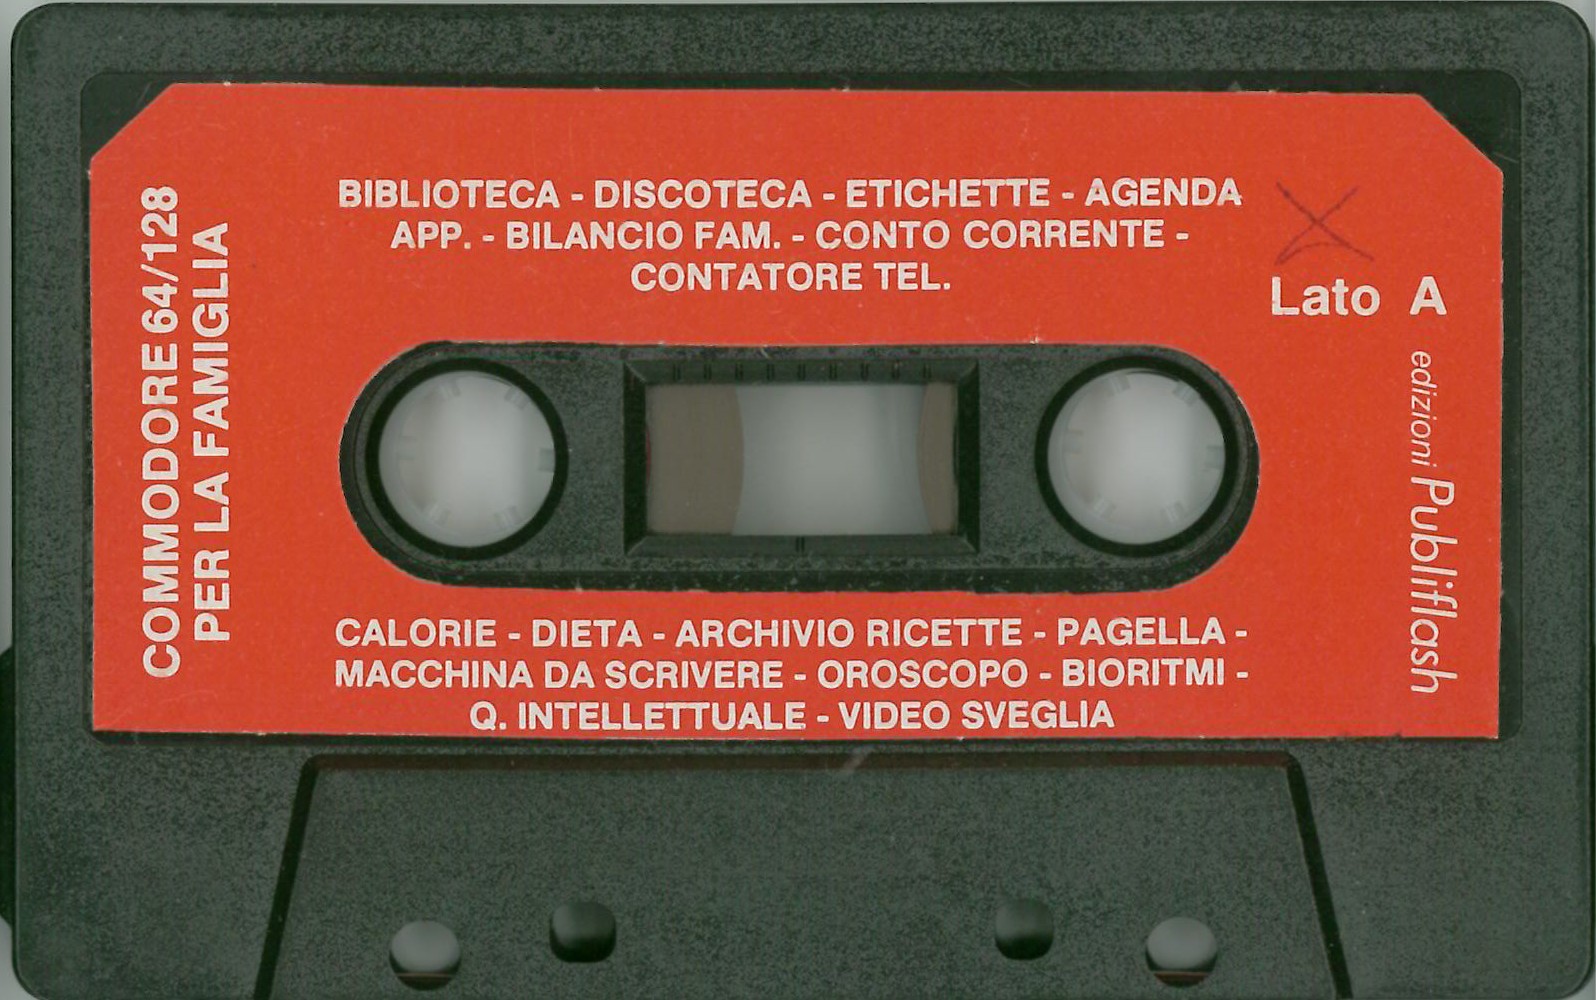 COMMODORE 64/128
PER LA FAMIGLIA
BIBLIOTECA - DISCOTECA - ETICHETTE - AGENDA
APP. - BILANCIO FAM. - CONTO CORRENTE -
CONTATORE TEL.
Lato A
edizioni Publiflash
CALORIE - DIETA - ARCHIVIO RICETTE - PAGELLA -
MACCHINA DA SCRIVERE - OROSCOPO - BIORITMI -
Q. INTELLETTUALE - VIDEO SVEGLIA